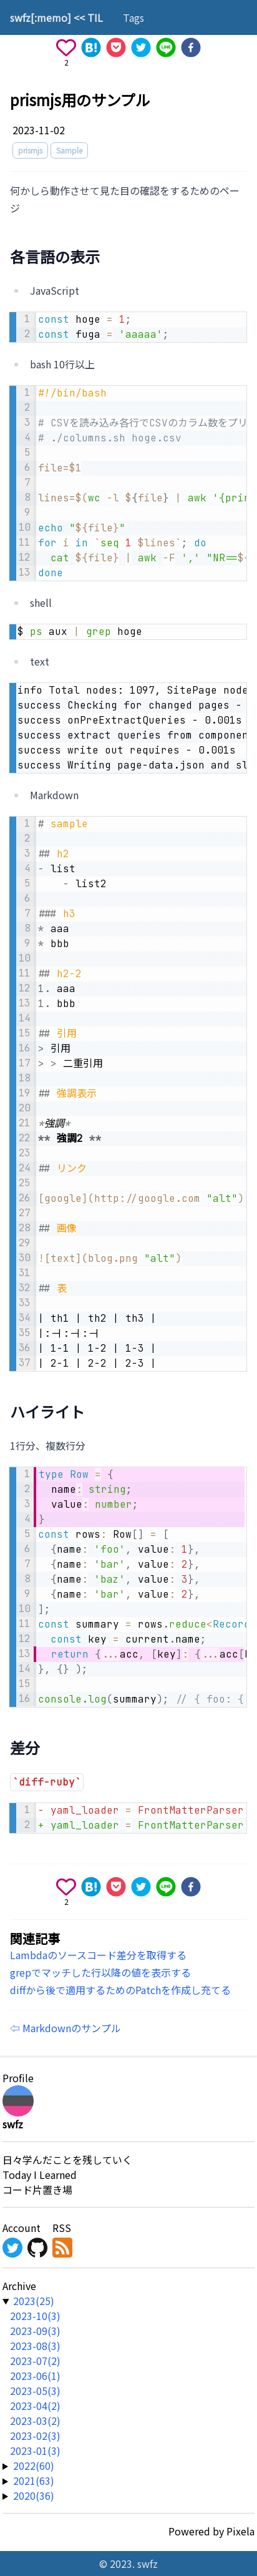 swfz[:memo] << TIL Tags
2
prismjs用のサンプル
2023-11-02
prismjs Sample
何かしら動作させて見た目の確認をするためのペー
ジ
各言語の表示
JavaScript
1 const hoge = 1;
2 const fuga = 'aaaaa';
bash 10行以上
1 #!/bin/bash
2
3 # CSVを読み込み各行でCSVのカラム数をプリ
4 # ./columns.sh hoge.csv
5
6 file=$1
7
8 lines=$(wc -l ${file} | awk '{prin
9
10 echo "${file}"
11 for i in `seq 1 $lines`; do
12 cat ${file} | awk -F ',' "NR==$
13 done
shell
$ ps aux | grep hoge
text
info Total nodes: 1097, SitePage node
success Checking for changed pages -
success onPreExtractQueries - 0.001s
success extract queries from componen
success write out requires - 0.001s
success Writing page-data.json and sl
Markdown
1 # sample
2
3 ## h2
4 - list
5 - list2
6
7 ### h3
8 * aaa
9 * bbb
10
11 ## h2-2
12 1. aaa
13 1. bbb
14
15 ## 引用
16 > 引用
17 > > 二重引用
18
19 ## 強調表示
20
21 *強調*
22 ** 強調2 **
23
24 ## リンク
25
26 [google](http://google.com "alt")
27
28 ## 画像
29
30 ![text](blog.png "alt")
31
32 ## 表
33
34 | th1 | th2 | th3 |
35 |:-|:-|:-|
36 | 1-1 | 1-2 | 1-3 |
37 | 2-1 | 2-2 | 2-3 |
ハイライト
1行分、複数行分
1 type Row = {
2 name: string;
3 value: number;
4 }
5 const rows: Row[] = [
6 {name: 'foo', value: 1},
7 {name: 'bar', value: 2},
8 {name: 'baz', value: 3},
9 {name: 'bar', value: 2},
10 ];
11 const summary = rows.reduce<Record
12 const key = current.name;
13 return {...acc, [key]: {...acc[k
14 }, {} );
15
16 console.log(summary); // { foo: {
差分
`diff-ruby`
1 - yaml_loader = FrontMatterParser
2 + yaml_loader = FrontMatterParser
2
関連記事
Lambdaのソースコード差分を取得する
grepでマッチした行以降の値を表示する
diffから後で適用するためのPatchを作成し充てる
⇦ Markdownのサンプル
Profile
swfz
日々学んだことを残していく
Today I Learned
コード片置き場
Account RSS
Archive
▼ 2023(25)
2023-10(3)
2023-09(3)
2023-08(3)
2023-07(2)
2023-06(1)
2023-05(3)
2023-04(2)
2023-03(2)
2023-02(3)
2023-01(3)
▶ 2022(60)
▶ 2021(63)
▶ 2020(36)
Powered by Pixela
© 2023. swfz